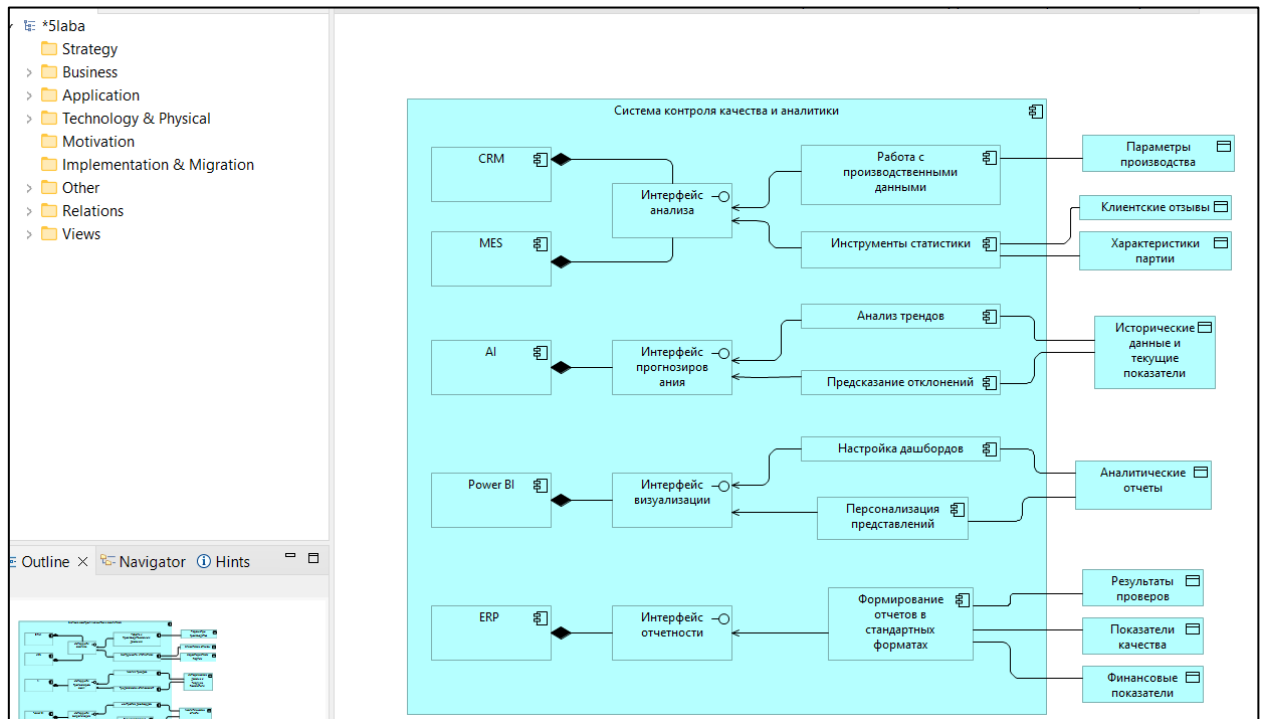 *5laba
Strategy
Business
Application
Technology & Physical
Motivation
Implementation & Migration
Other
Relations
Views
Outline
Navigator
Hints
Система контроля качества и аналитики
CRM
MES
Интерфейс
анализа
Работа с
производственными
данными
Инструменты статистики
Параметры
производства
Клиентские отзывы
Характеристики
партии
AI
Интерфейс
прогнозиров
ания
Анализ трендов
Предсказание отклонений
Исторические
данные и
текущие
показатели
Power BI
Интерфейс
визуализации
Настройка дашбордов
Персонализация
представлений
Аналитические
отчеты
ERP
Интерфейс
отчетности
Формирование
отчетов в
стандартных
форматах
Результаты
проверов
Показатели
качества
Финансовые
показатели